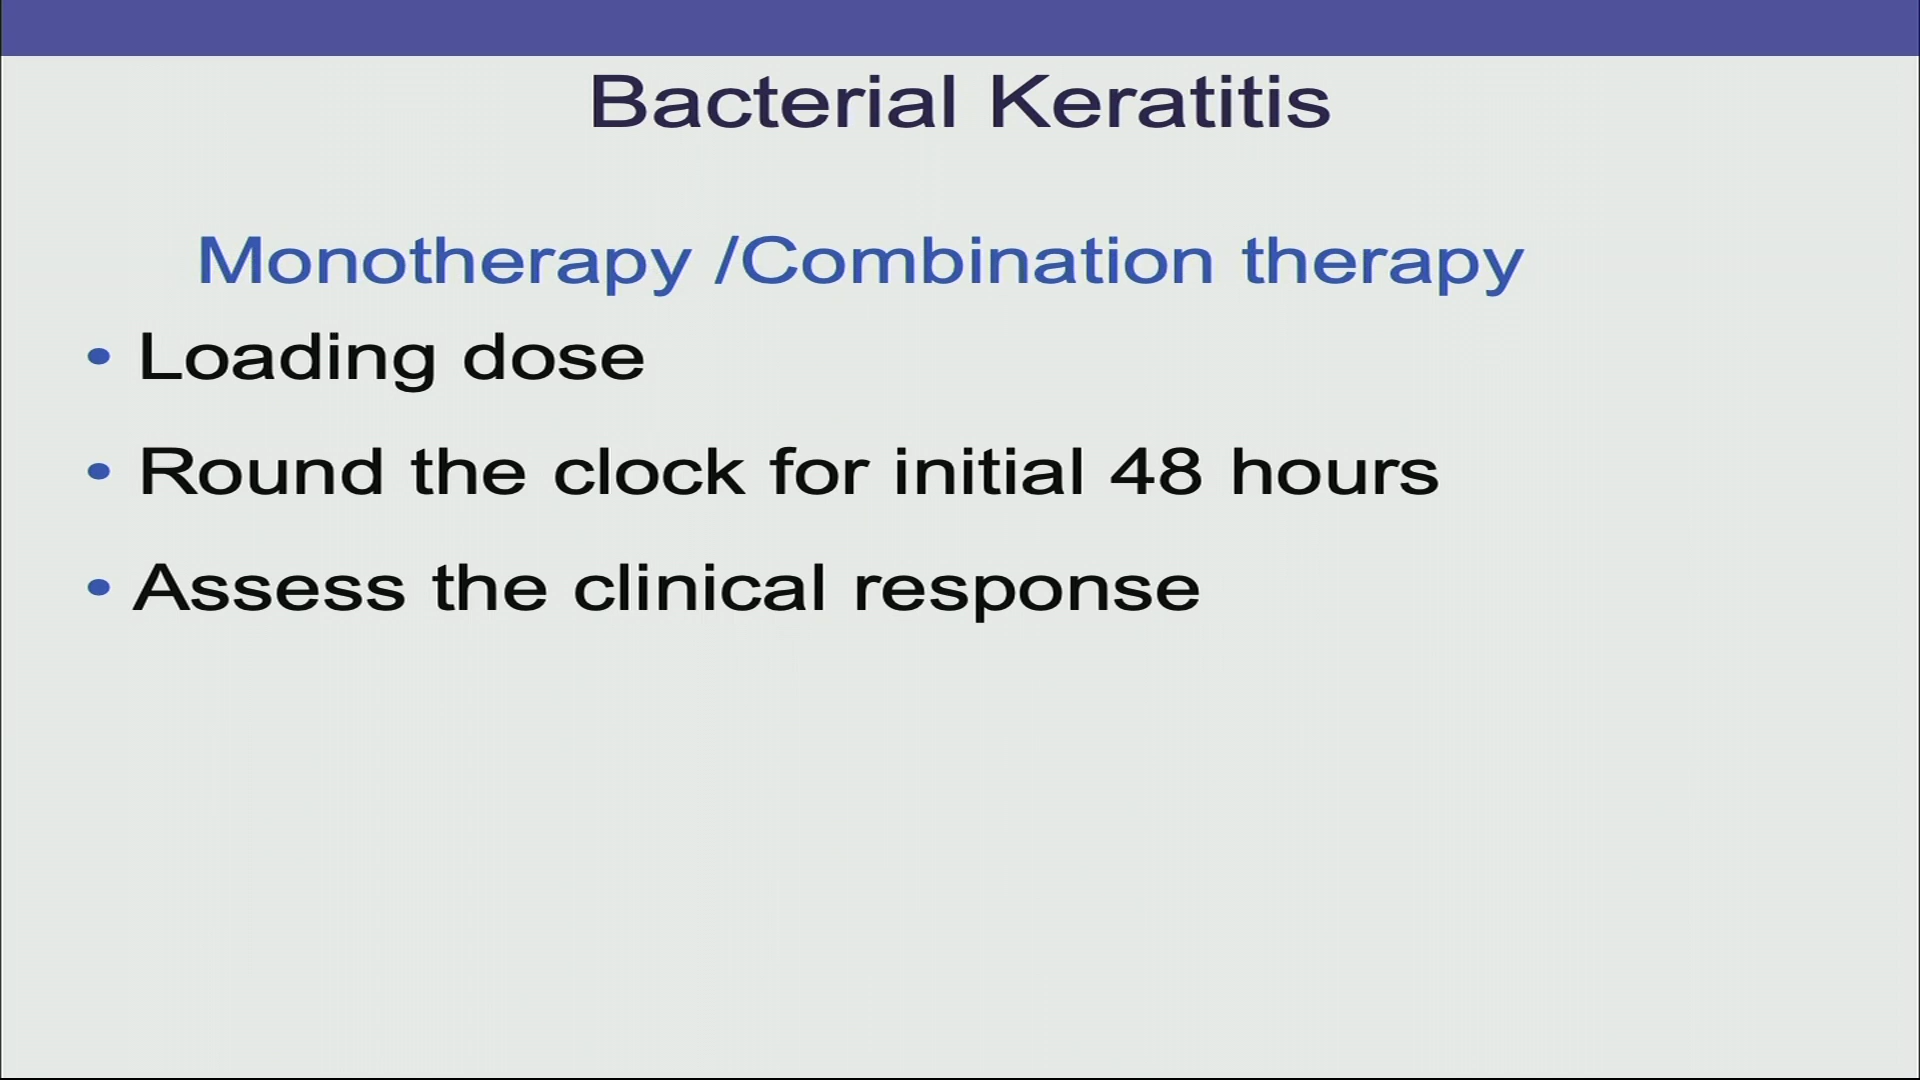 Bacterial Keratitis
Monotherapy /Combination therapy
• Loading dose
• Round the clock for initial 48 hours
• Assess the clinical response